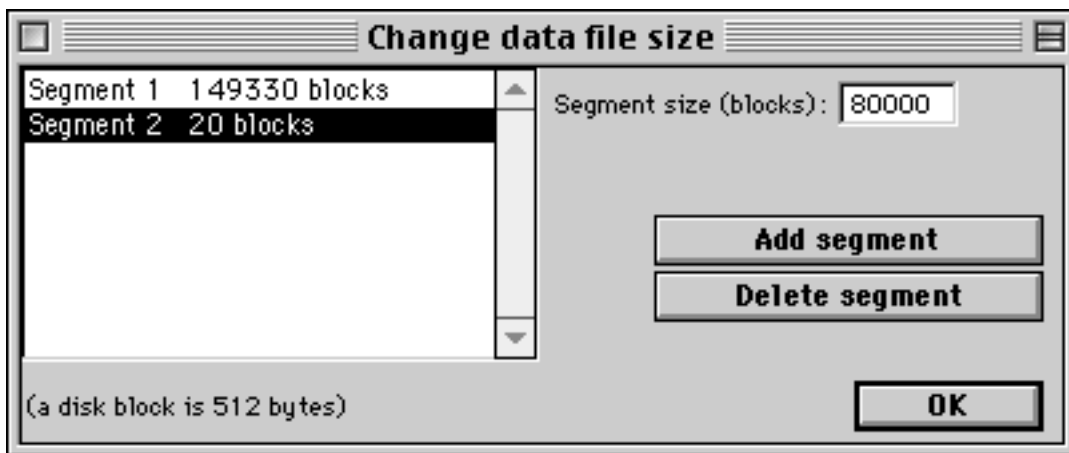 Change data file size
Segment 1 149330 blocks
Segment 2 20 blocks
Segment size (blocks): 80000
Add segment
Delete segment
(a disk block is 512 bytes)
OK